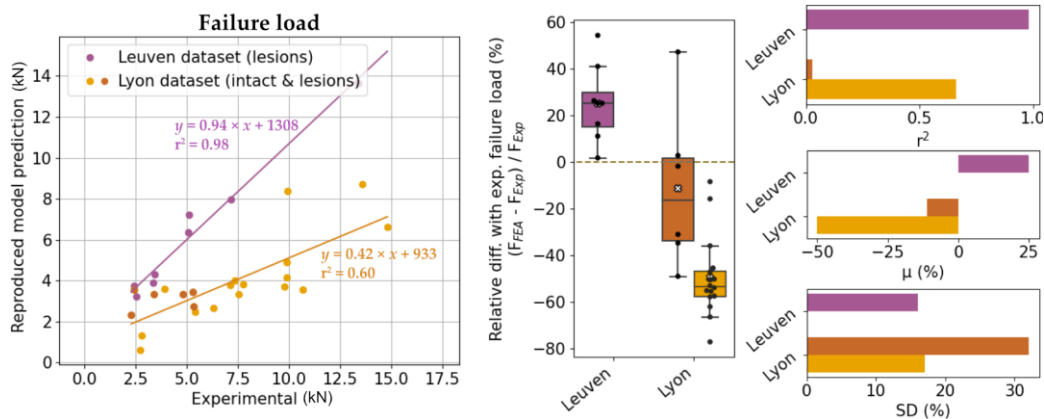 Failure load
Reproduced model prediction (kN)
14
12
10
8
6
4
2
0
Leuven dataset (lesions)
Lyon dataset (intact & lesions)
y = 0.94 × x + 1308
r² = 0.98
y = 0.42 × x + 933
r² = 0.60
0.0 2.5 5.0 7.5 10.0 12.5 15.0 17.5
Experimental (kN)
Relative diff. with exp. failure load (%)
(F_FEA - F_Exp) / F_Exp)
60
40
20
0
−20
−40
−60
−80
Leuven Lyon
Leuven
Lyon
0.0 0.5 1.0
r²
Leuven
Lyon
−50 −25 0 25
μ (%)
Leuven
Lyon
0 10 20 30
SD (%)